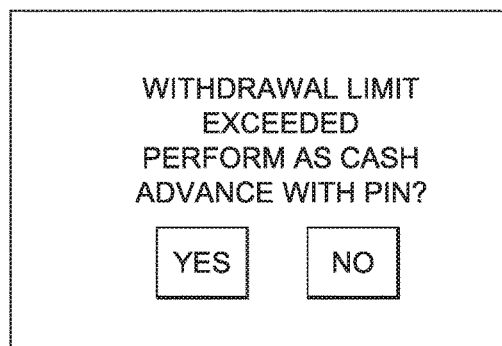 WITHDRAWAL LIMIT
EXCEEDED
PERFORM AS CASH
ADVANCE WITH PIN?
YES NO